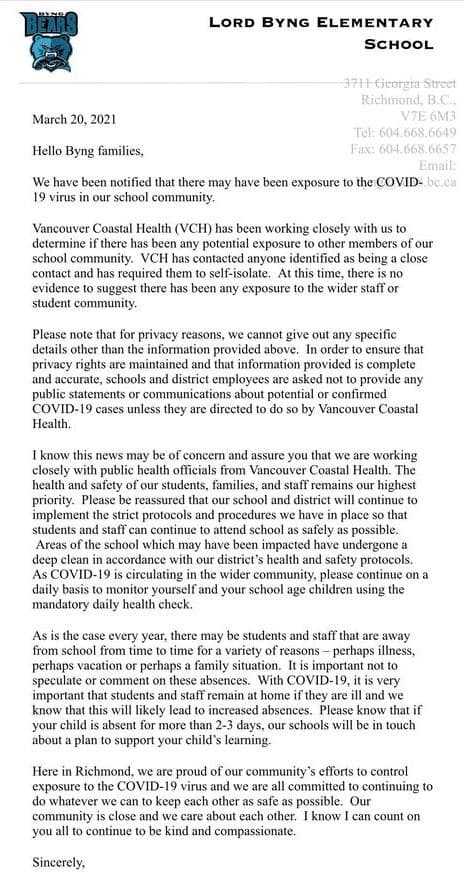 BYNG
BEARS
LORD BYNG ELEMENTARY
SCHOOL
3711 Georgia Street
Richmond, B.C.,
V7E 6M3
Tel: 604.668.6649
Fax: 604.668.6657
Email:
.bc.ca
March 20, 2021
Hello Byng families,
We have been notified that there may have been exposure to the COVID-
19 virus in our school community.
Vancouver Coastal Health (VCH) has been working closely with us to
determine if there has been any potential exposure to other members of our
school community.  VCH has contacted anyone identified as being a close
contact and has required them to self-isolate.  At this time, there is no
evidence to suggest there has been any exposure to the wider staff or
student community.
Please note that for privacy reasons, we cannot give out any specific
details other than the information provided above.  In order to ensure that
privacy rights are maintained and that information provided is complete
and accurate, schools and district employees are asked not to provide any
public statements or communications about potential or confirmed
COVID-19 cases unless they are directed to do so by Vancouver Coastal
Health.
I know this news may be of concern and assure you that we are working
closely with public health officials from Vancouver Coastal Health. The
health and safety of our students, families, and staff remains our highest
priority.  Please be reassured that our school and district will continue to
implement the strict protocols and procedures we have in place so that
students and staff can continue to attend school as safely as possible.
Areas of the school which may have been impacted have undergone a
deep clean in accordance with our district's health and safety protocols.
As COVID-19 is circulating in the wider community, please continue on a
daily basis to monitor yourself and your school age children using the
mandatory daily health check.
As is the case every year, there may be students and staff that are away
from school from time to time for a variety of reasons – perhaps illness,
perhaps vacation or perhaps a family situation.  It is important not to
speculate or comment on these absences.  With COVID-19, it is very
important that students and staff remain at home if they are ill and we
know that this will likely lead to increased absences.  Please know that if
your child is absent for more than 2-3 days, our schools will be in touch
about a plan to support your child's learning.
Here in Richmond, we are proud of our community's efforts to control
exposure to the COVID-19 virus and we are all committed to continuing to
do whatever we can to keep each other as safe as possible.  Our
community is close and we care about each other.  I know I can count on
you all to continue to be kind and compassionate.
Sincerely,